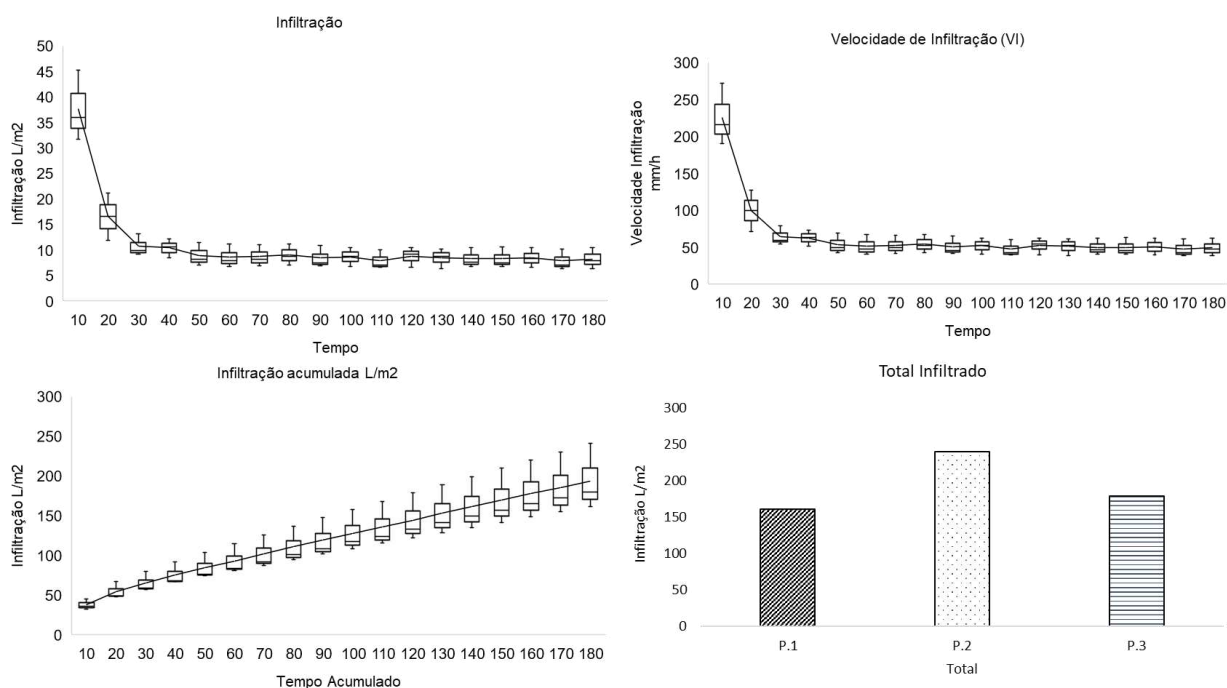 Infiltração
Infiltração L/m2
50
45
40
35
30
25
20
15
10
5
0
10 20 30 40 50 60 70 80 90 100 110 120 130 140 150 160 170 180
Tempo
Velocidade de Infiltração (VI)
Velocidade Infiltração
mm/h
300
250
200
150
100
50
0
10 20 30 40 50 60 70 80 90 100 110 120 130 140 150 160 170 180
Tempo
Infiltração acumulada L/m2
Infiltração L/m2
300
250
200
150
100
50
0
10 20 30 40 50 60 70 80 90 100 110 120 130 140 150 160 170 180
Tempo Acumulado
Total Infiltrado
Infiltração L/m2
300
250
200
150
100
50
0
P.1 P.2 P.3
Total